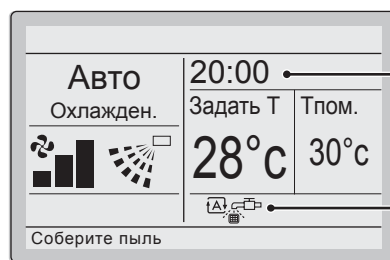 Авто
Охлажден.
20:00
Задать Т
Тпом.
28°c
30°c
A
Соберите пыль